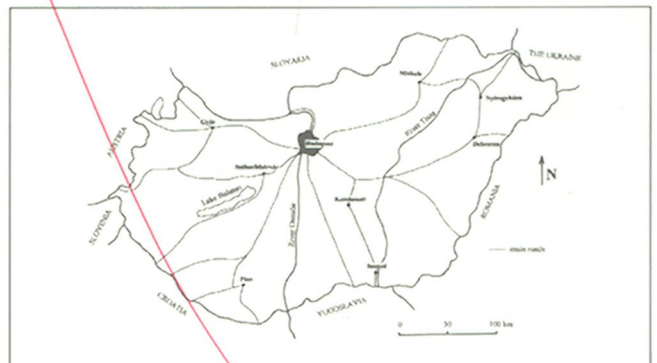 SLOVAKIA
THE UKRAINE
Miskolc
Nyíregyháza
River Tisza
Győr
AUSTRIA
Budapest
Debrecen
Székesfehérvár
N
Lake Balaton
Kecskemét
ROMANIA
SLOVENIA
River Danube
main roads
Szeged
Pécs
CROATIA
YUGOSLAVIA
0 50 100 km